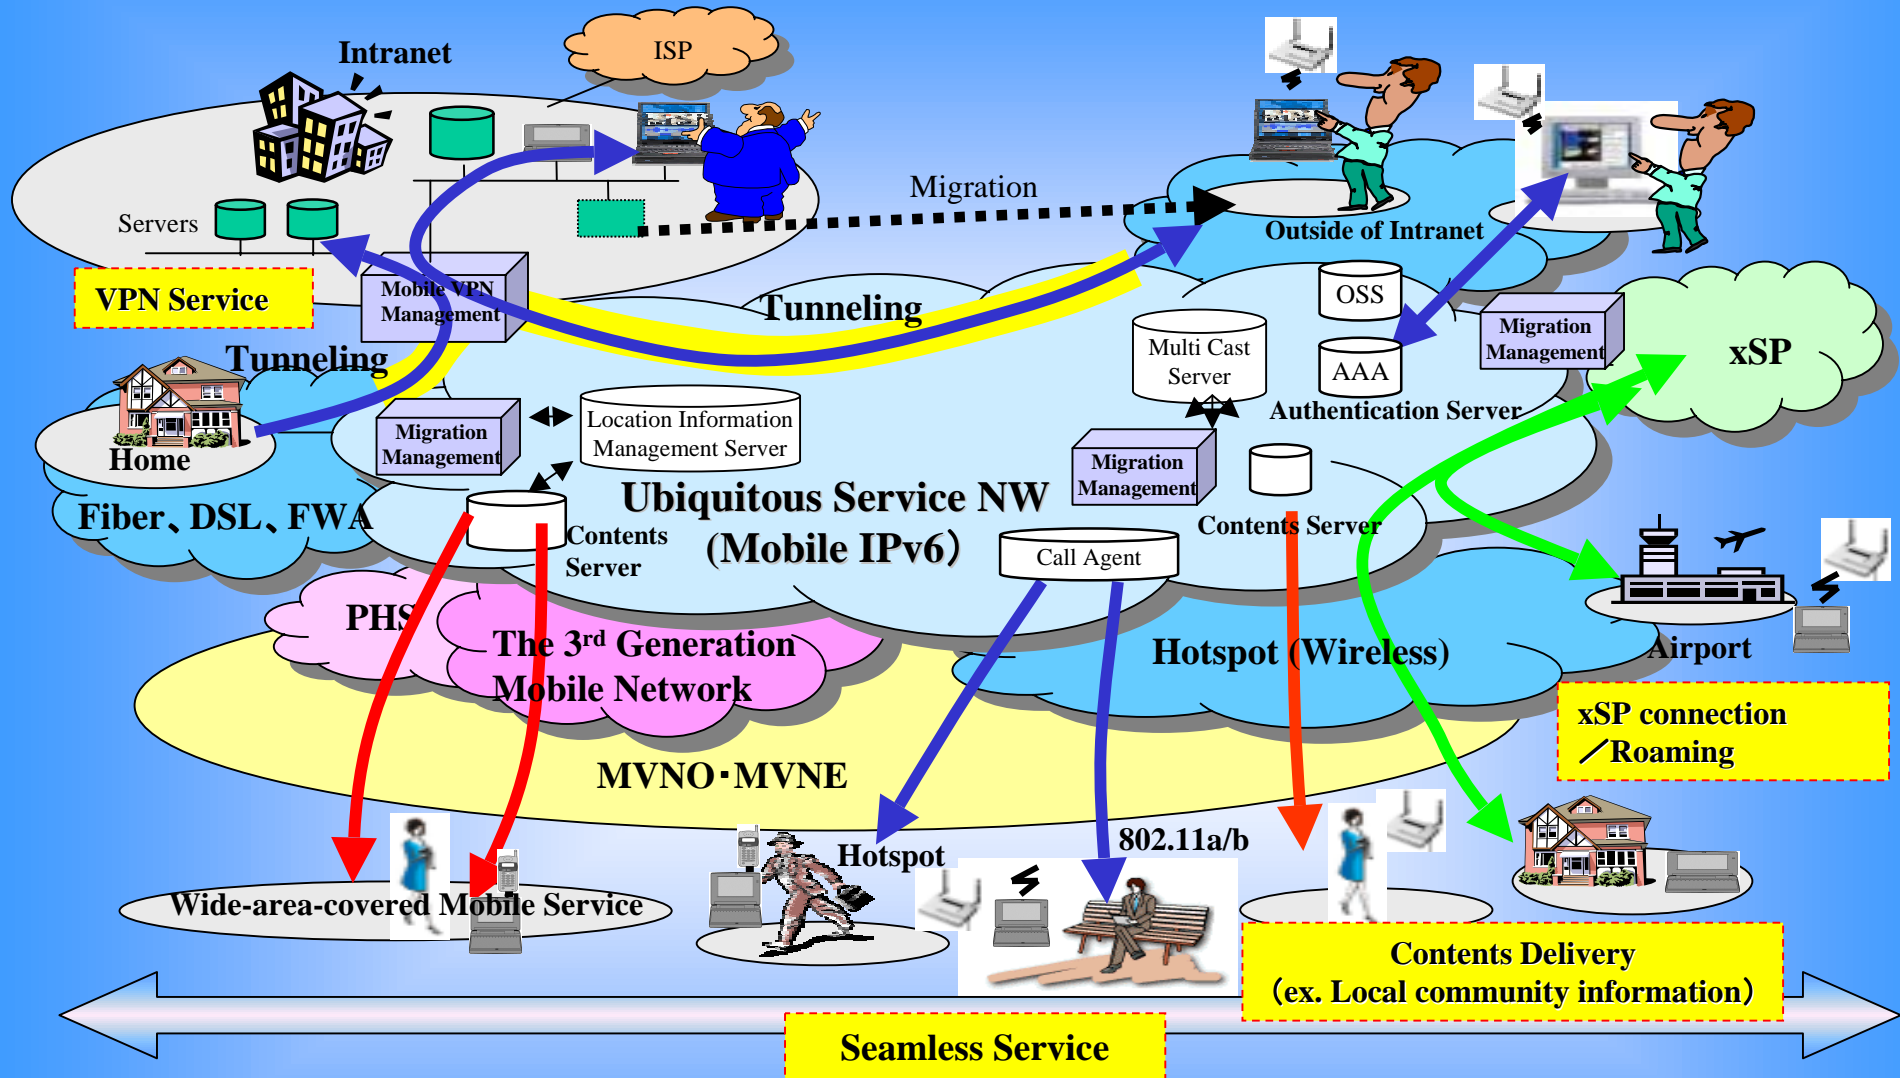 Intranet
ISP
Servers
VPN Service
Mobile VPN
Management
Migration
Outside of Intranet
Tunneling
Tunneling
OSS
Multi Cast
Server
AAA
Authentication Server
Migration
Management
xSP
Home
Migration
Management
Location Information
Management Server
Migration
Management
Fiber、DSL、FWA
Contents
Server
Ubiquitous Service NW
(Mobile IPv6）
Contents Server
Call Agent
PHS
The 3rd Generation
Mobile Network
Hotspot (Wireless)
Airport
xSP connection
／Roaming
MVNO・MVNE
Hotspot
802.11a/b
Wide-area-covered Mobile Service
Contents Delivery
（ex. Local community information）
Seamless Service